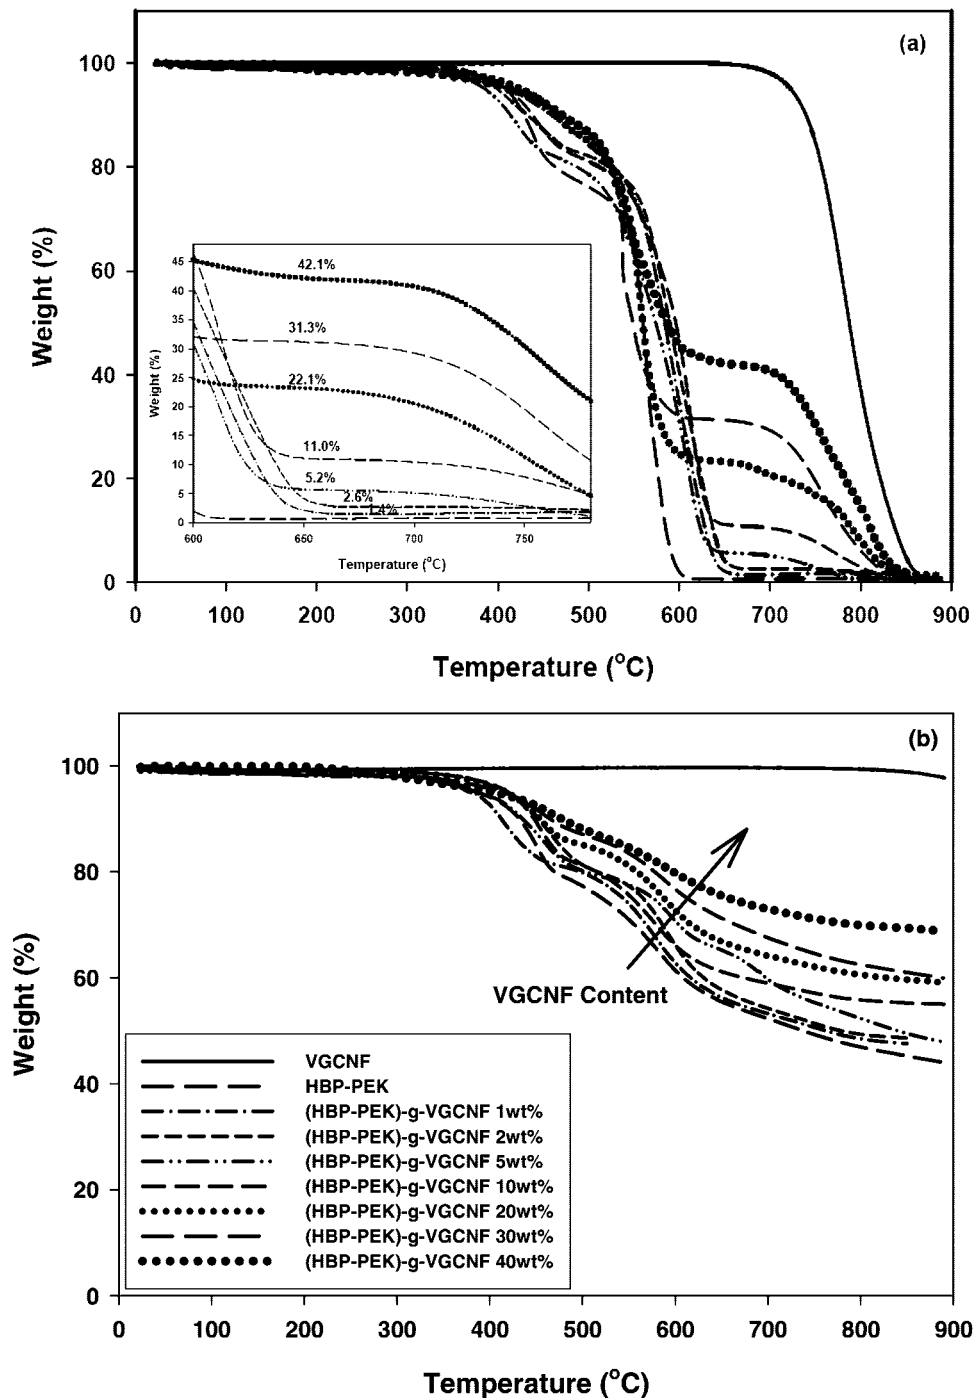 (a)
100
80
60
40
20
0
Weight (%)
0 100 200 300 400 500 600 700 800 900
Temperature (°C)
45
40
35
30
25
20
15
10
5
0
Weight (%)
42.1%
31.3%
22.1%
11.0%
5.2%
2.6%
1.4%
600 650 700 750
Temperature (°C)
(b)
100
80
60
40
20
0
Weight (%)
VGCNF Content
VGCNF
HBP-PEK
(HBP-PEK)-g-VGCNF 1wt%
(HBP-PEK)-g-VGCNF 2wt%
(HBP-PEK)-g-VGCNF 5wt%
(HBP-PEK)-g-VGCNF 10wt%
(HBP-PEK)-g-VGCNF 20wt%
(HBP-PEK)-g-VGCNF 30wt%
(HBP-PEK)-g-VGCNF 40wt%
0 100 200 300 400 500 600 700 800 900
Temperature (°C)